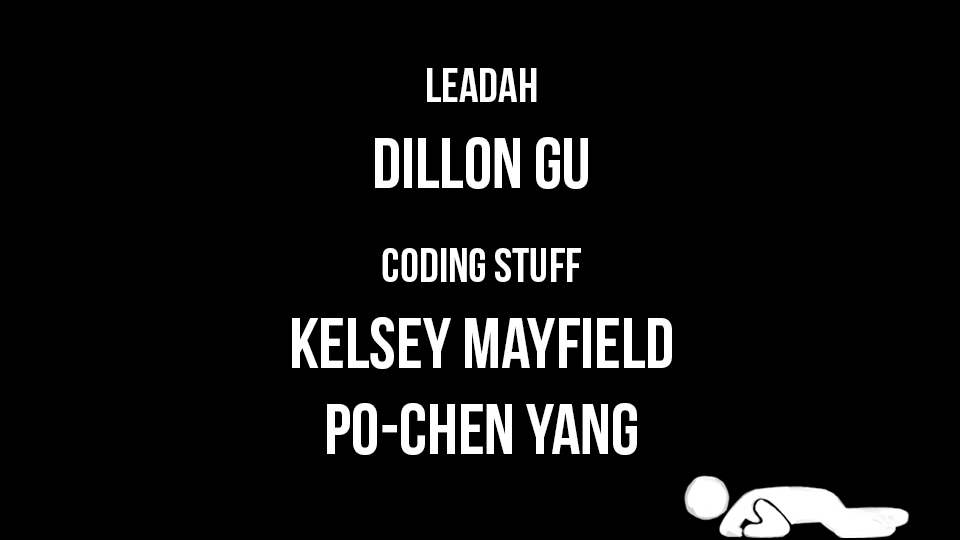 LEADAH
DILLON GU
CODING STUFF
KELSEY MAYFIELD
PO-CHEN YANG